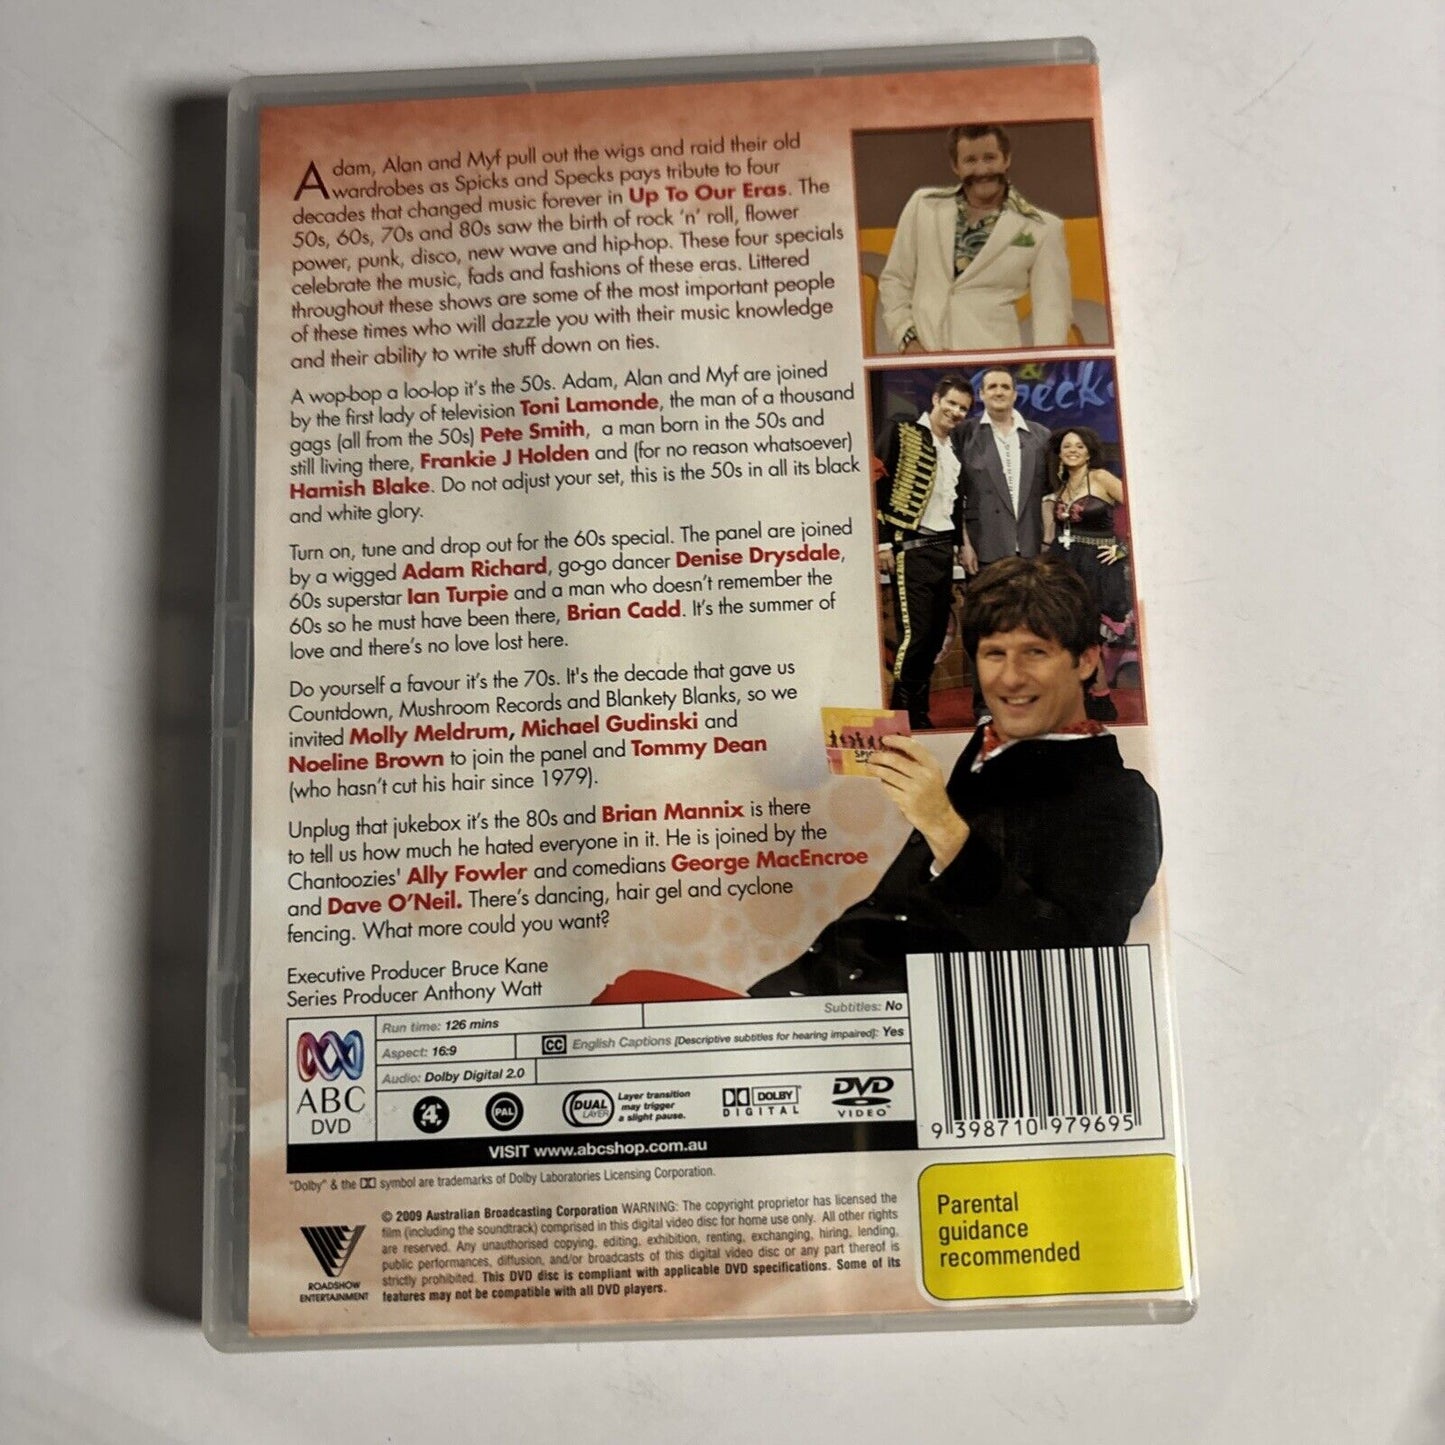 Adam, Alan and Myf pull out the wigs and raid their old
wardrobes as Spicks and Specks pays tribute to four
decades that changed music forever in Up To Our Eras. The
50s, 60s, 70s and 80s saw the birth of rock 'n' roll, flower
power, punk, disco, new wave and hip-hop. These four specials
celebrate the music, fads and fashions of these eras. Littered
throughout these shows are some of the most important people
of these times who will dazzle you with their music knowledge
and their ability to write stuff down on ties.
A wop-bop a loo-lop it's the 50s. Adam, Alan and Myf are joined
by the first lady of television Toni Lamonde, the man of a thousand
gags (all from the 50s) Pete Smith, a man born in the 50s and
still living there, Frankie J Holden and (for no reason whatsoever)
Hamish Blake. Do not adjust your set, this is the 50s in all its black
and white glory.
Turn on, tune and drop out for the 60s special. The panel are joined
by a wigged Adam Richard, go-go dancer Denise Drysdale,
60s superstar Ian Turpie and a man who doesn't remember the
60s so he must have been there, Brian Cadd. It's the summer of
love and there's no love lost here.
Do yourself a favour it's the 70s. It's the decade that gave us
Countdown, Mushroom Records and Blankety Blanks, so we
invited Molly Meldrum, Michael Gudinski and
Noeline Brown to join the panel and Tommy Dean
(who hasn't cut his hair since 1979).
Unplug that jukebox it's the 80s and Brian Mannix is there
to tell us how much he hated everyone in it. He is joined by the
Chantoozies' Ally Fowler and comedians George MacEncroe
and Dave O'Neil. There's dancing, hair gel and cyclone
fencing. What more could you want?
Executive Producer Bruce Kane
Series Producer Anthony Watt
ABC
DVD
Run time: 126 mins
Subtitles: No
Aspect: 16:9
CC English Captions [Descriptive subtitles for hearing impaired]: Yes
Audio: Dolby Digital 2.0
4
PAL
DUAL
LAYER
Layer transition
may trigger
a slight pause.
DOLBY
DIGITAL
DVD
VIDEO
VISIT www.abcshop.com.au
9 398710 979695
"Dolby" & the symbol are trademarks of Dolby Laboratories Licensing Corporation.
ROADSHOW
ENTERTAINMENT
© 2009 Australian Broadcasting Corporation WARNING: The copyright proprietor has licensed the
film (including the soundtrack) comprised in this digital video disc for home use only. All other rights
are reserved. Any unauthorised copying, editing, exhibition, renting, exchanging, hiring, lending,
public performances, diffusion, and/or broadcasts of this digital video disc or any part thereof is
strictly prohibited. This DVD disc is compliant with applicable DVD specifications. Some of its
features may not be compatible with all DVD players.
Parental
guidance
recommended